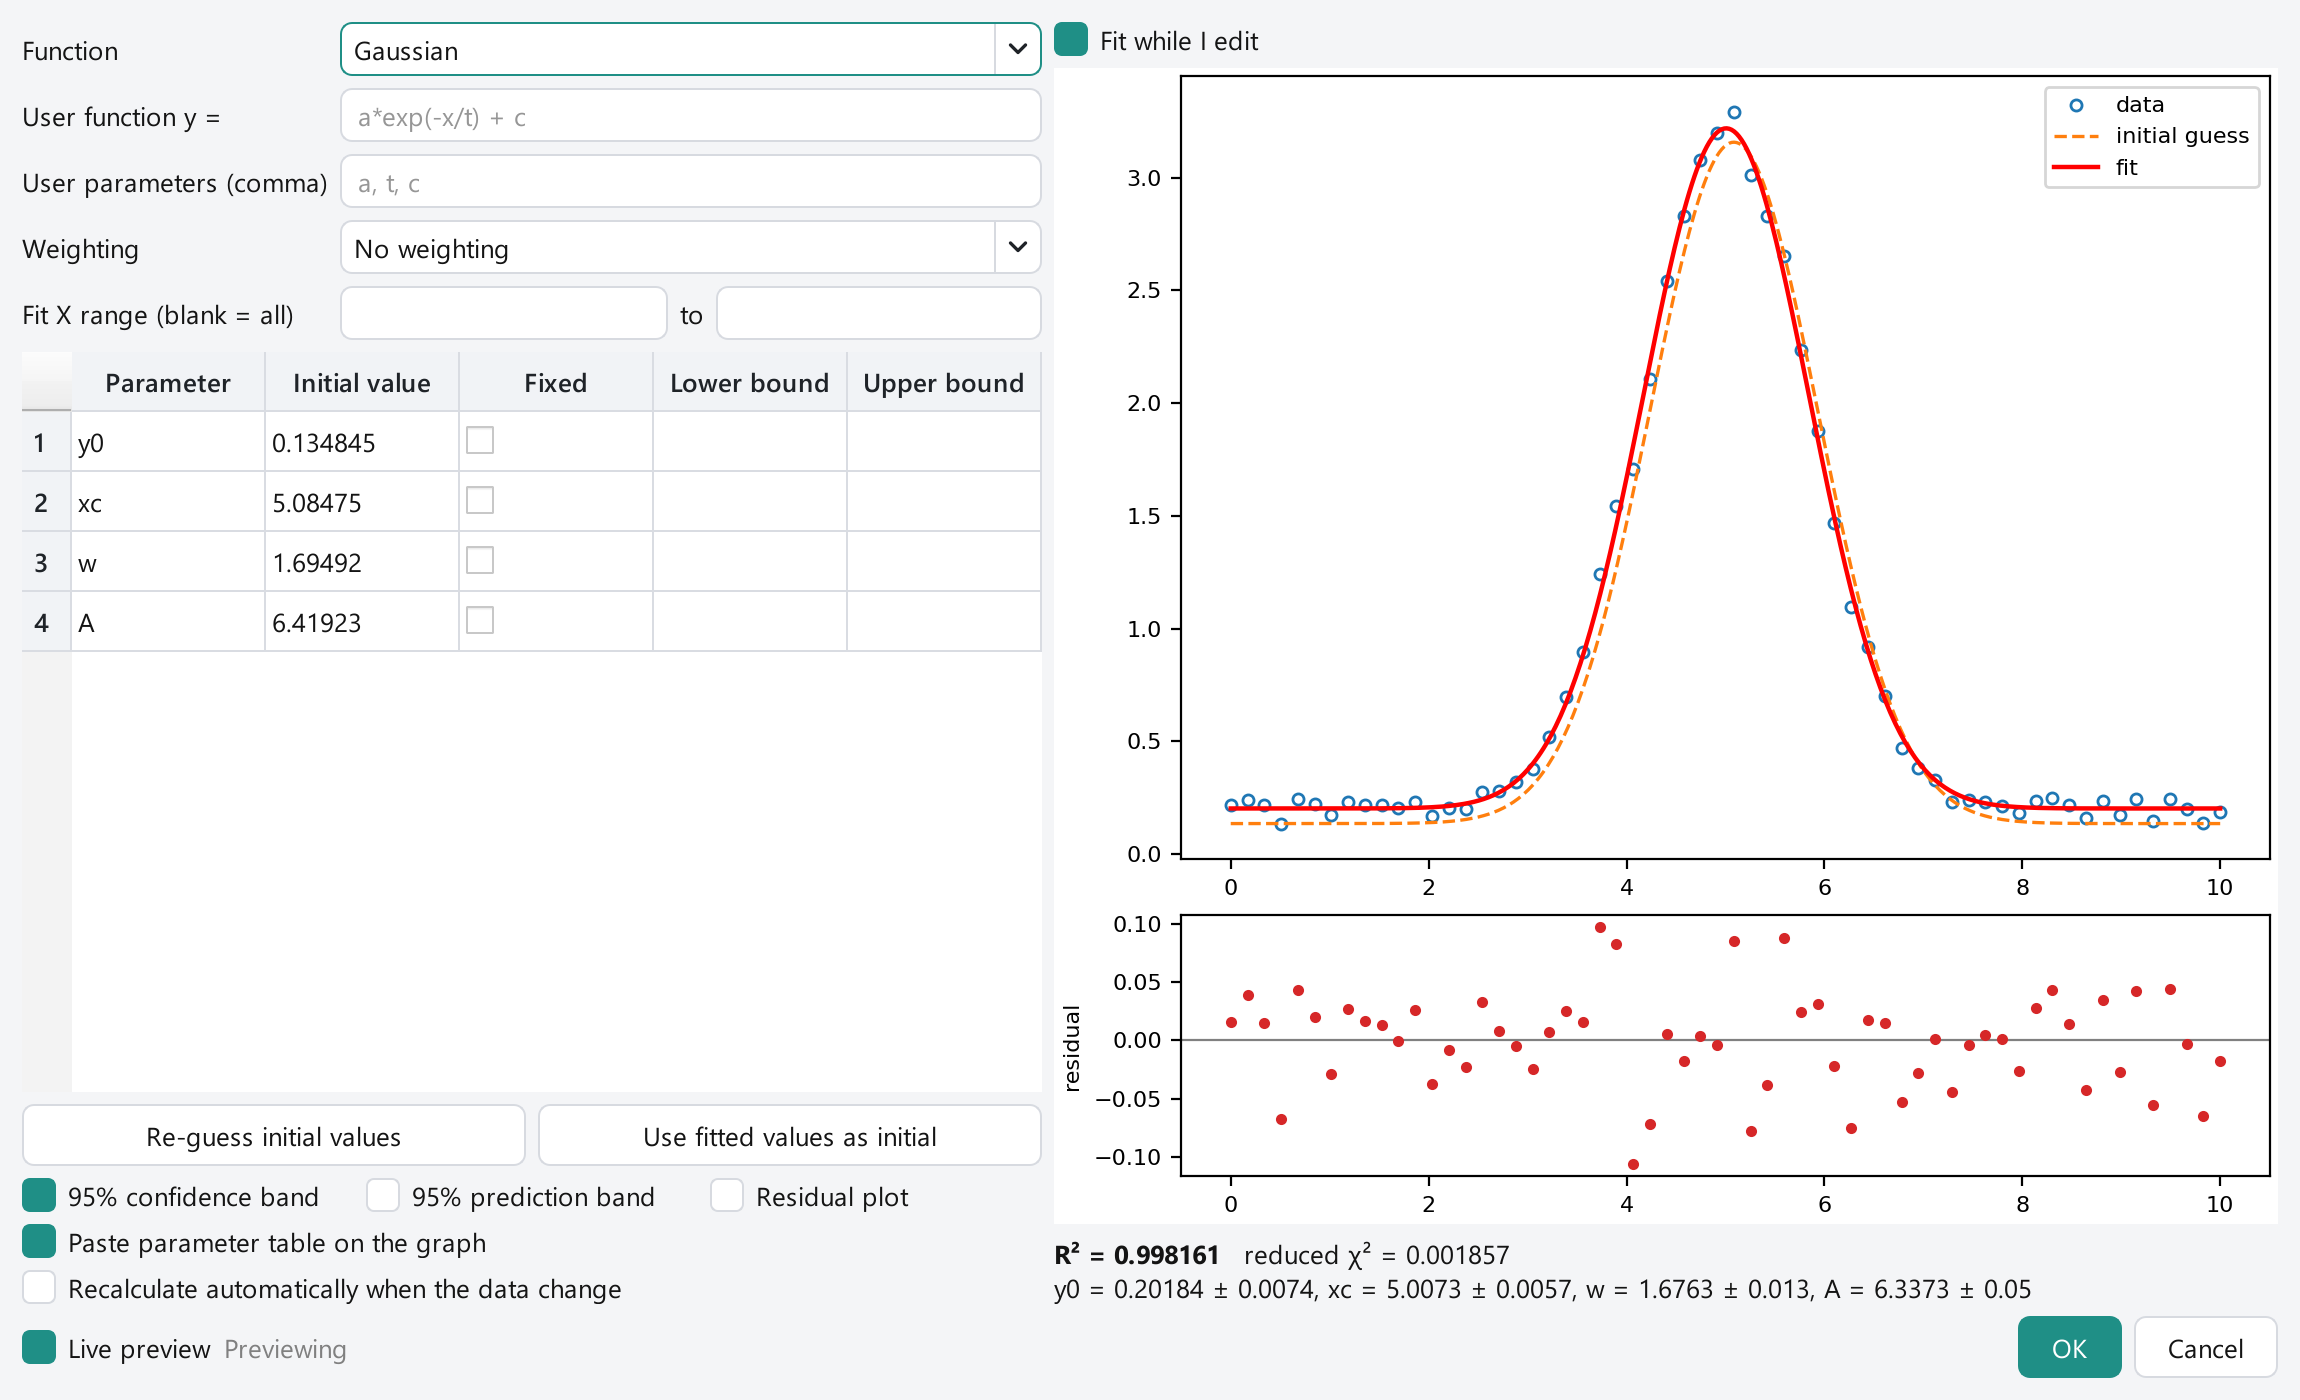 Function
Gaussian
User function y =
a*exp(-x/t) + c
User parameters (comma)
a, t, c
Weighting
No weighting
Fit X range (blank = all)
to
Parameter Initial value Fixed Lower bound Upper bound
1 y0 0.134845
2 xc 5.08475
3 w 1.69492
4 A 6.41923
Re-guess initial values
Use fitted values as initial
95% confidence band
95% prediction band
Residual plot
Paste parameter table on the graph
Recalculate automatically when the data change
Live preview Previewing
Fit while I edit
data
initial guess
fit
3.0
2.5
2.0
1.5
1.0
0.5
0.0
0 2 4 6 8 10
residual
0.10
0.05
0.00
−0.05
−0.10
0 2 4 6 8 10
R² = 0.998161 reduced χ² = 0.001857
y0 = 0.20184 ± 0.0074, xc = 5.0073 ± 0.0057, w = 1.6763 ± 0.013, A = 6.3373 ± 0.05
OK
Cancel